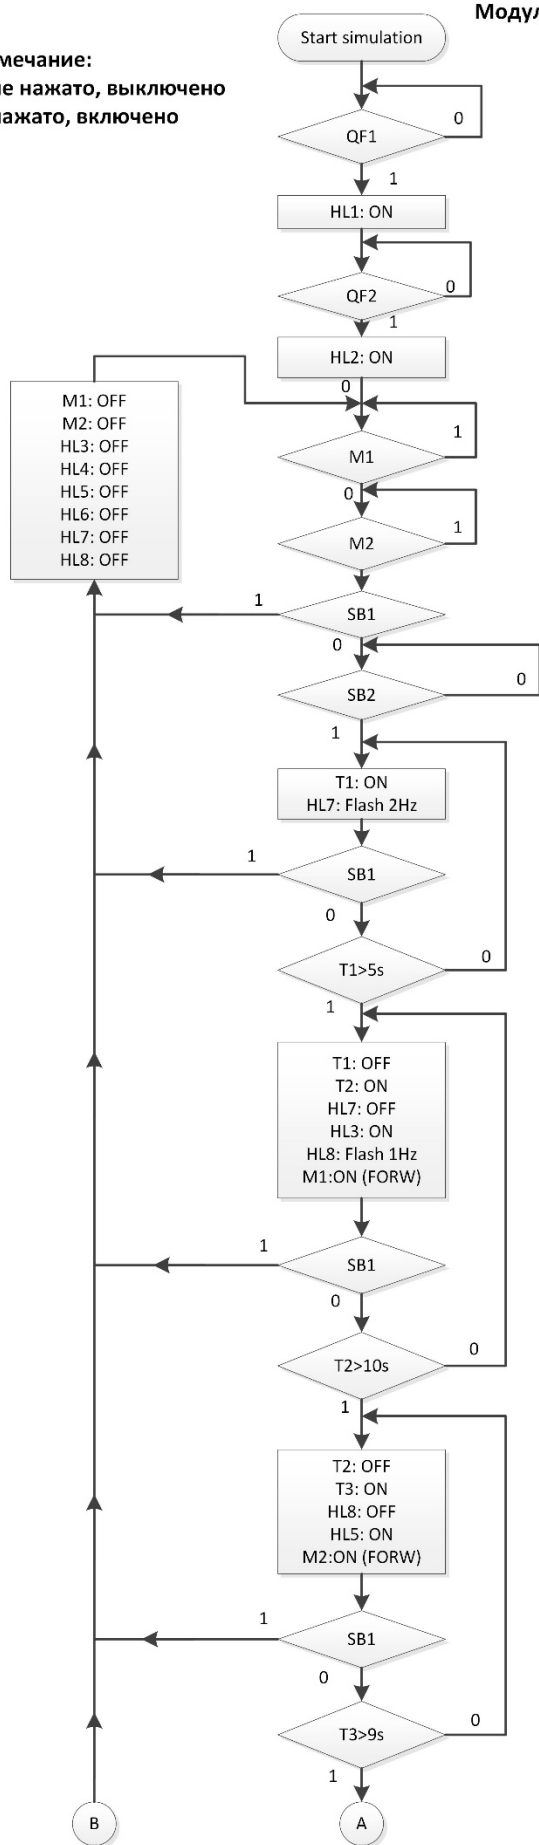 Модул
мечание:
не нажато, выключено
нажато, включено
Start simulation
0
QF1
1
HL1: ON
0
QF2
1
HL2: ON
0
M1: OFF
M2: OFF
HL3: OFF
HL4: OFF
HL5: OFF
HL6: OFF
HL7: OFF
HL8: OFF
1
M1
0
1
M2
1
SB1
0
0
SB2
1
T1: ON
HL7: Flash 2Hz
1
SB1
0
0
T1>5s
1
T1: OFF
T2: ON
HL7: OFF
HL3: ON
HL8: Flash 1Hz
M1:ON (FORW)
1
SB1
0
0
T2>10s
1
T2: OFF
T3: ON
HL8: OFF
HL5: ON
M2:ON (FORW)
1
SB1
0
0
T3>9s
1
B
A